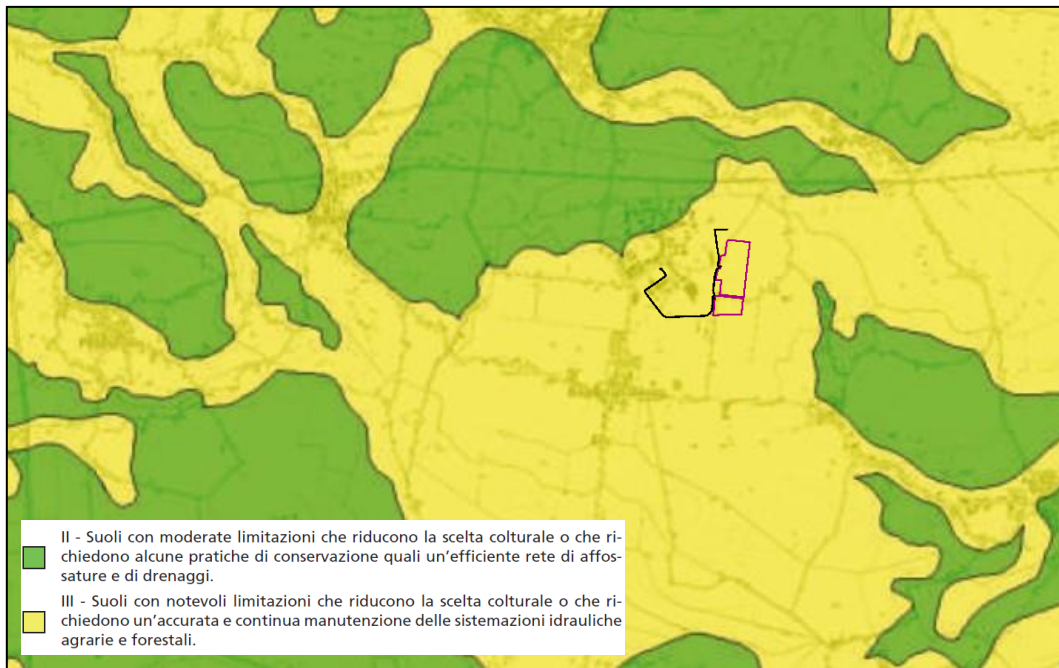 II - Suoli con moderate limitazioni che riducono la scelta colturale o che ri-
chiedono alcune pratiche di conservazione quali un'efficiente rete di affos-
sature e di drenaggi.
III - Suoli con notevoli limitazioni che riducono la scelta colturale o che ri-
chiedono un'accurata e continua manutenzione delle sistemazioni idrauliche
agrarie e forestali.